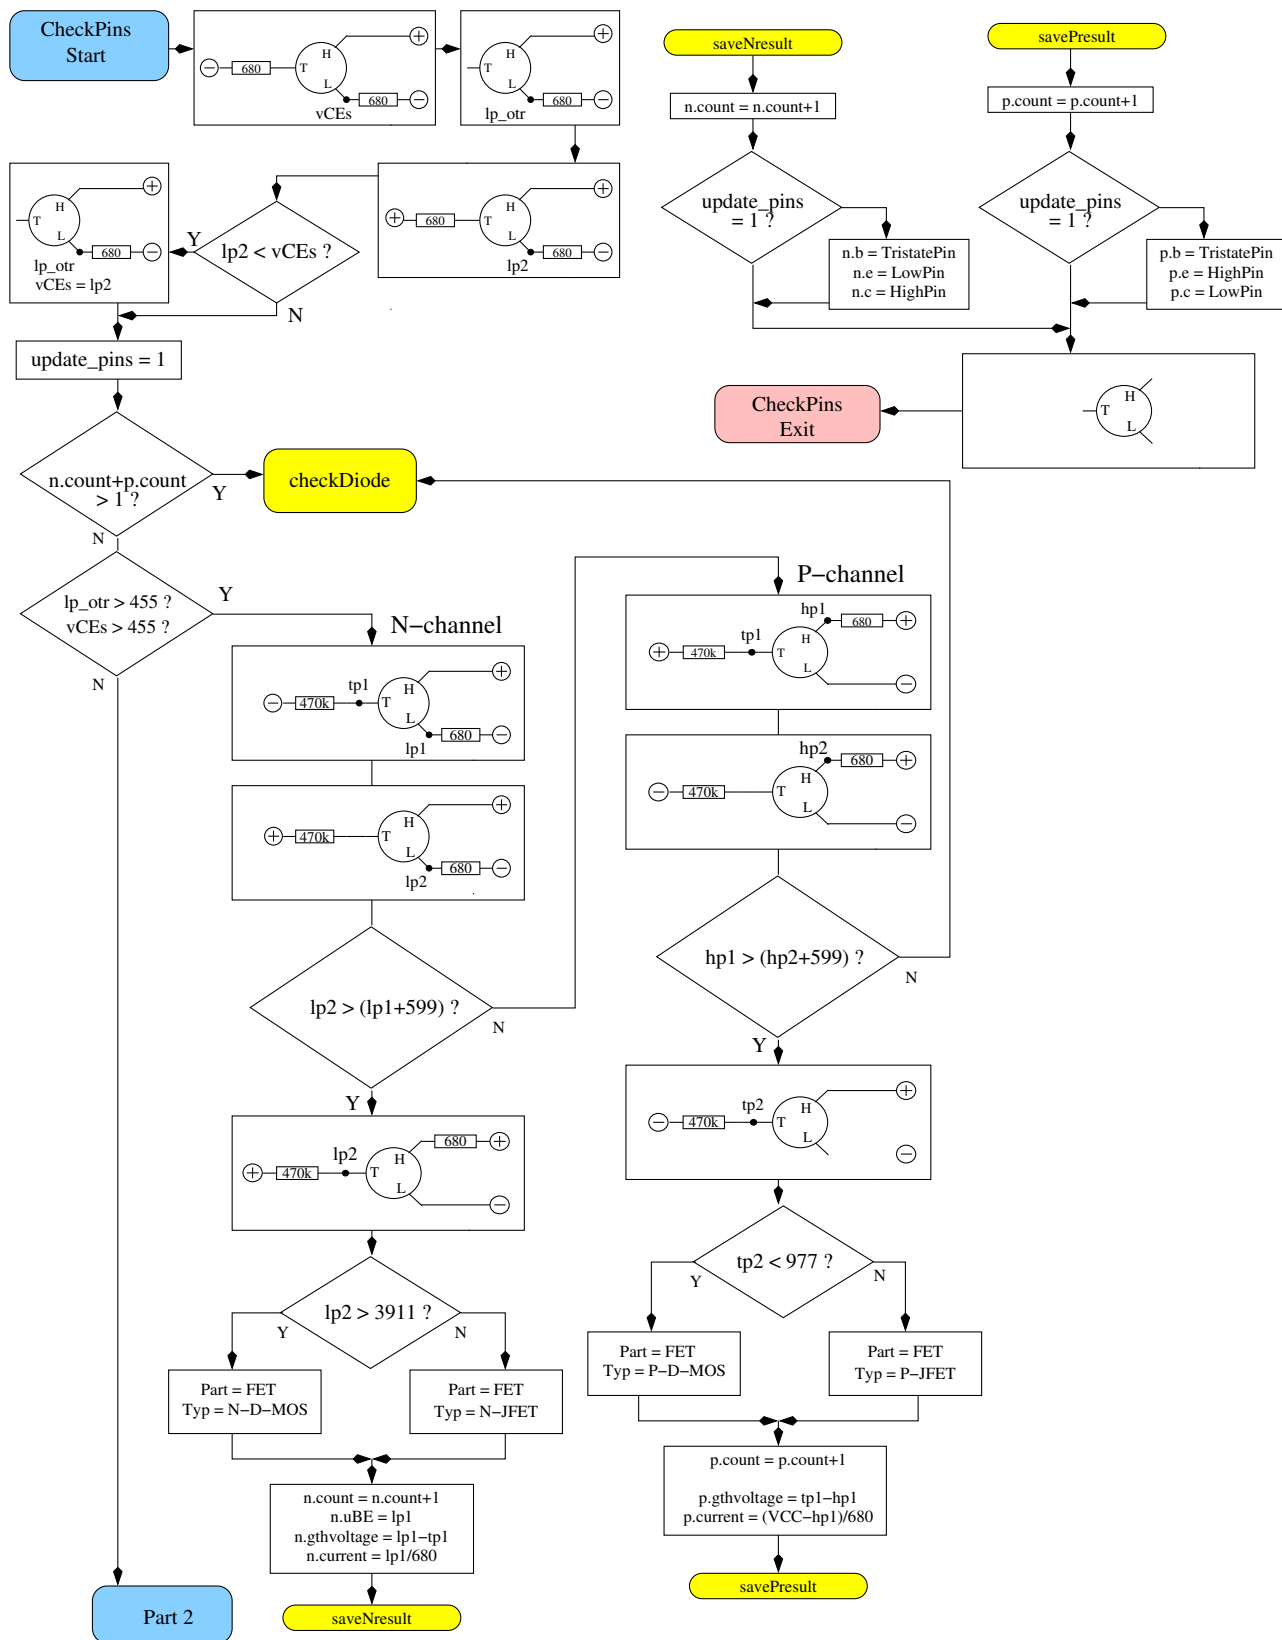 CheckPins
Start
H
T
L
680
680
vCEs
H
T
L
680
lp_otr
H
T
L
680
lp_otr
vCEs = lp2
Y
lp2 < vCEs ?
N
H
T
L
680
680
lp2
update_pins = 1
n.count+p.count
> 1 ?
Y
N
checkDiode
lp_otr > 455 ?
vCEs > 455 ?
Y
N
saveNresult
n.count = n.count+1
update_pins
= 1 ?
n.b = TristatePin
n.e = LowPin
n.c = HighPin
savePresult
p.count = p.count+1
update_pins
= 1 ?
p.b = TristatePin
p.e = HighPin
p.c = LowPin
H
T
L
CheckPins
Exit
N−channel
tp1
H
470k
T
L
680
lp1
H
470k
T
L
680
lp2
lp2 > (lp1+599) ?
N
Y
680
lp2
H
470k
T
L
lp2 > 3911 ?
Y
N
Part = FET
Typ = N−D−MOS
Part = FET
Typ = N−JFET
n.count = n.count+1
n.uBE = lp1
n.gthvoltage = lp1−tp1
n.current = lp1/680
saveNresult
Part 2
P−channel
hp1
680
tp1
H
470k
T
L
hp2
680
H
470k
T
L
hp1 > (hp2+599) ?
N
Y
tp2
H
470k
T
L
tp2 < 977 ?
Y
N
Part = FET
Typ = P−D−MOS
Part = FET
Typ = P−JFET
p.count = p.count+1
p.gthvoltage = tp1−hp1
p.current = (VCC−hp1)/680
savePresult